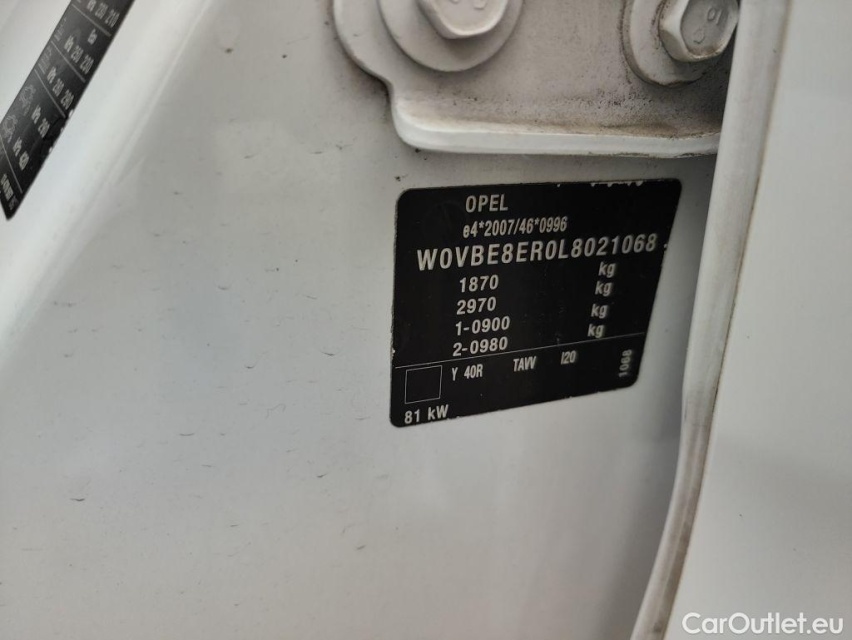 OPEL
e4*2007/46*0996
W0VBE8ER0L8021068
1870 kg
2970 kg
1-0900 kg
2-0980 kg
Y 40R TAVV I20
1068
81 kW
CarOutlet.eu